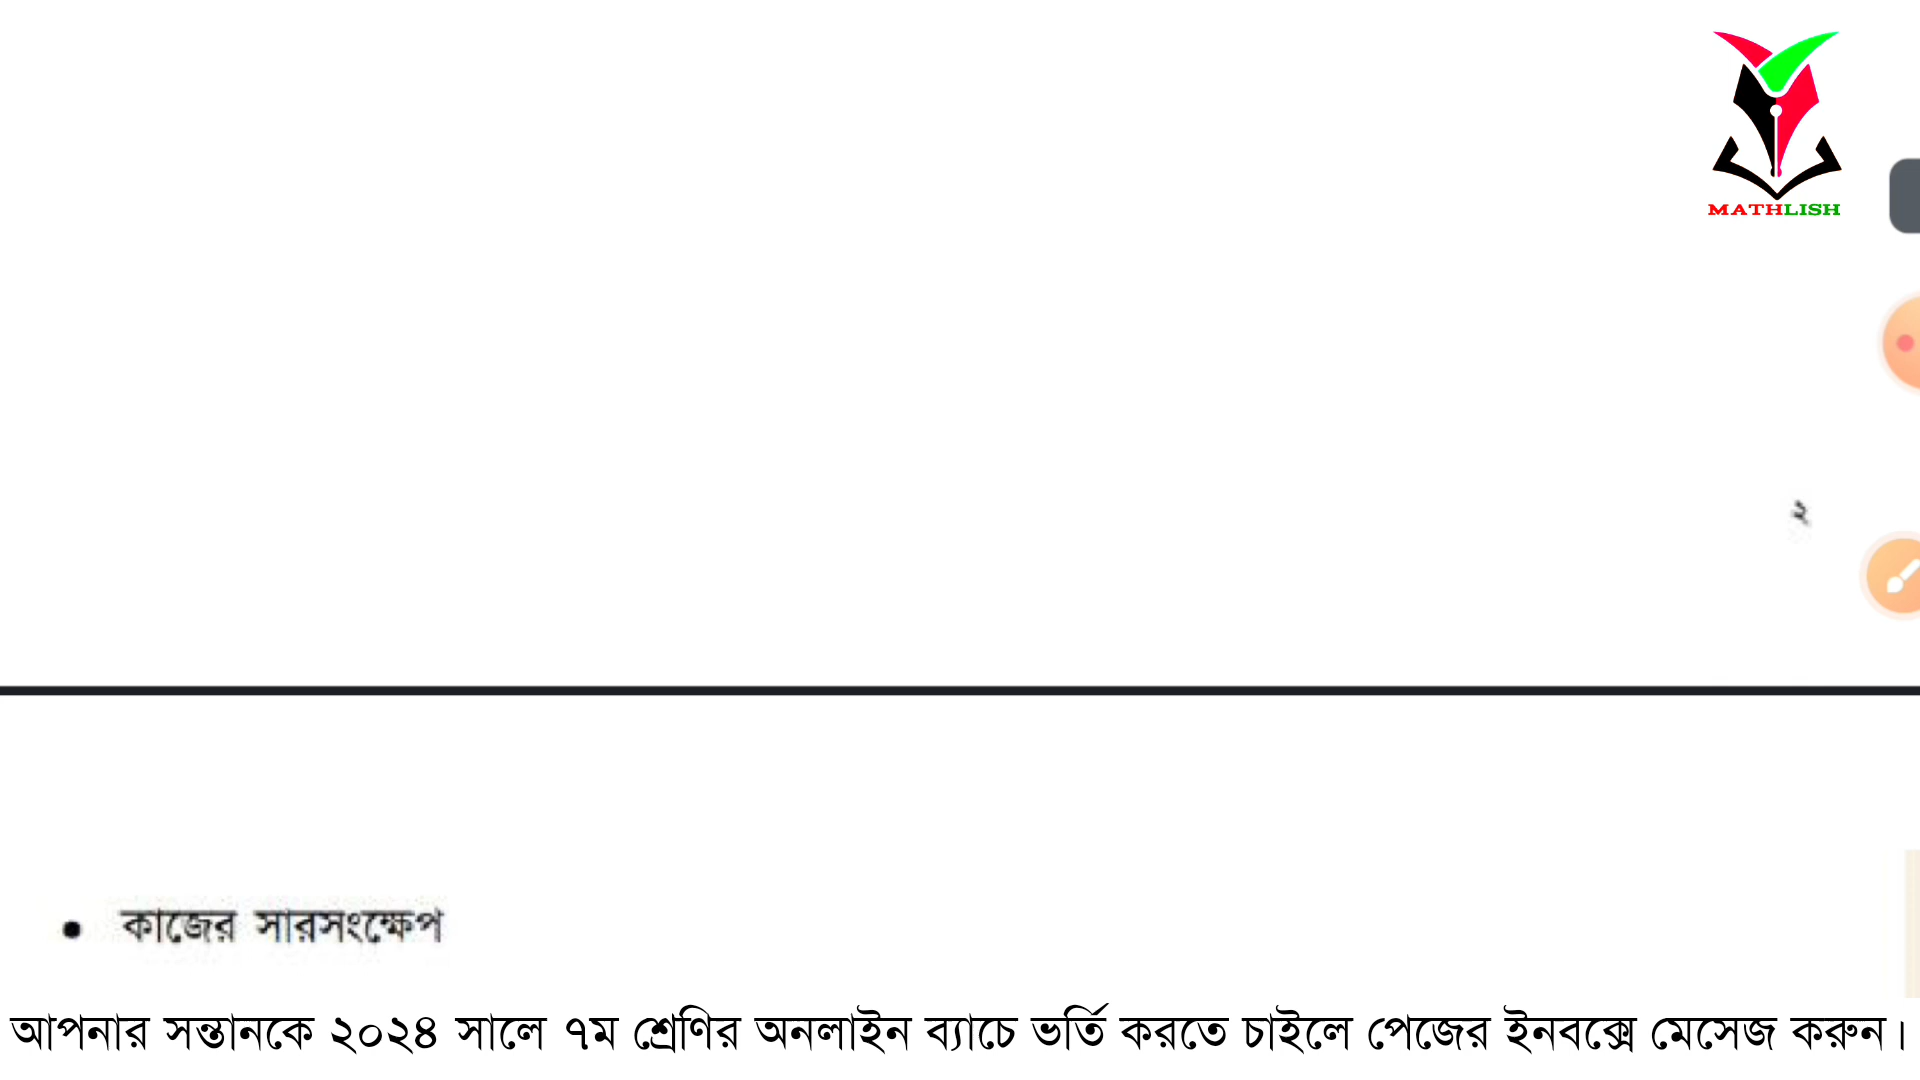 MATHLISH
২
• কাজের সারসংক্ষেপ
আপনার সন্তানকে ২০২৪ সালে ৭ম শ্রেণির অনলাইন ব্যাচে ভর্তি করতে চাইলে পেজের ইনবক্সে মেসেজ করুন।